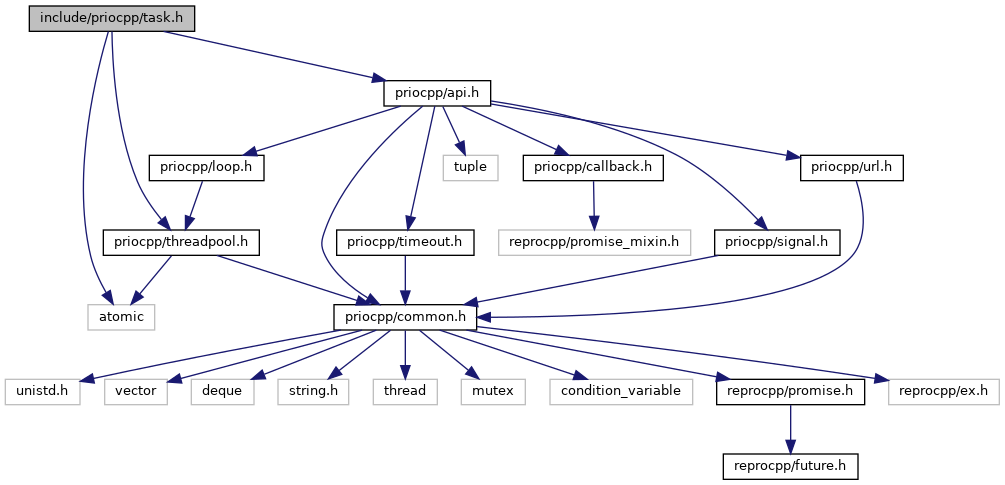 include/priocpp/task.h
priocpp/api.h
priocpp/loop.h
tuple
priocpp/callback.h
priocpp/url.h
priocpp/threadpool.h
priocpp/timeout.h
reprocpp/promise_mixin.h
priocpp/signal.h
atomic
priocpp/common.h
unistd.h
vector
deque
string.h
thread
mutex
condition_variable
reprocpp/promise.h
reprocpp/ex.h
reprocpp/future.h